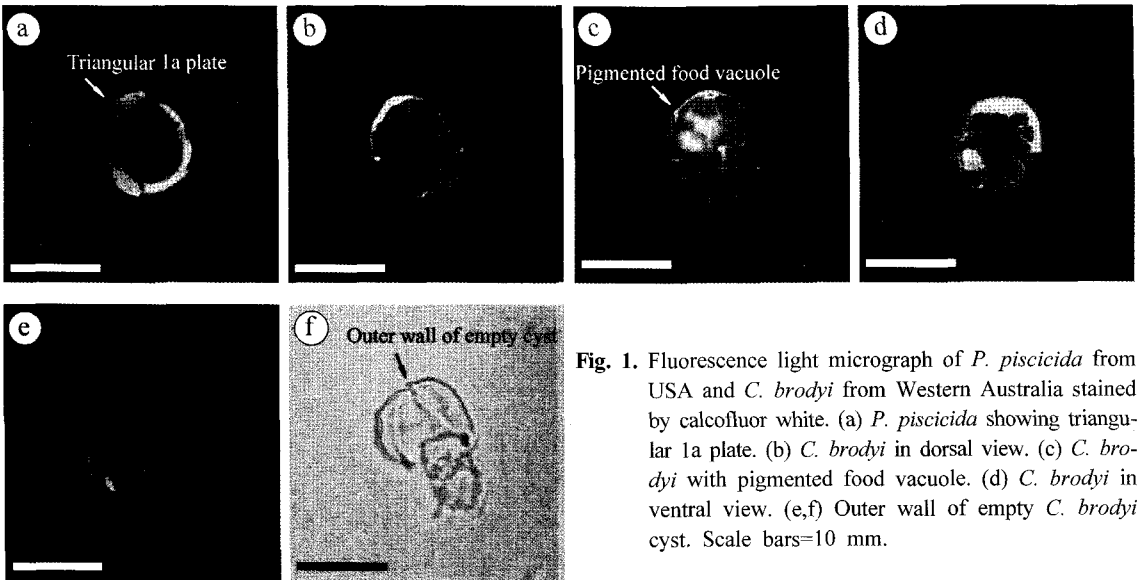 a
Triangular 1a plate
b
c
Pigmented food vacuole
d
e
f
Outer wall of empty cyst
Fig. 1. Fluorescence light micrograph of P. piscicida from
USA and C. brodyi from Western Australia stained
by calcofluor white. (a) P. piscicida showing triangu-
lar 1a plate. (b) C. brodyi in dorsal view. (c) C. bro-
dyi with pigmented food vacuole. (d) C. brodyi in
ventral view. (e,f) Outer wall of empty C. brodyi
cyst. Scale bars=10 mm.